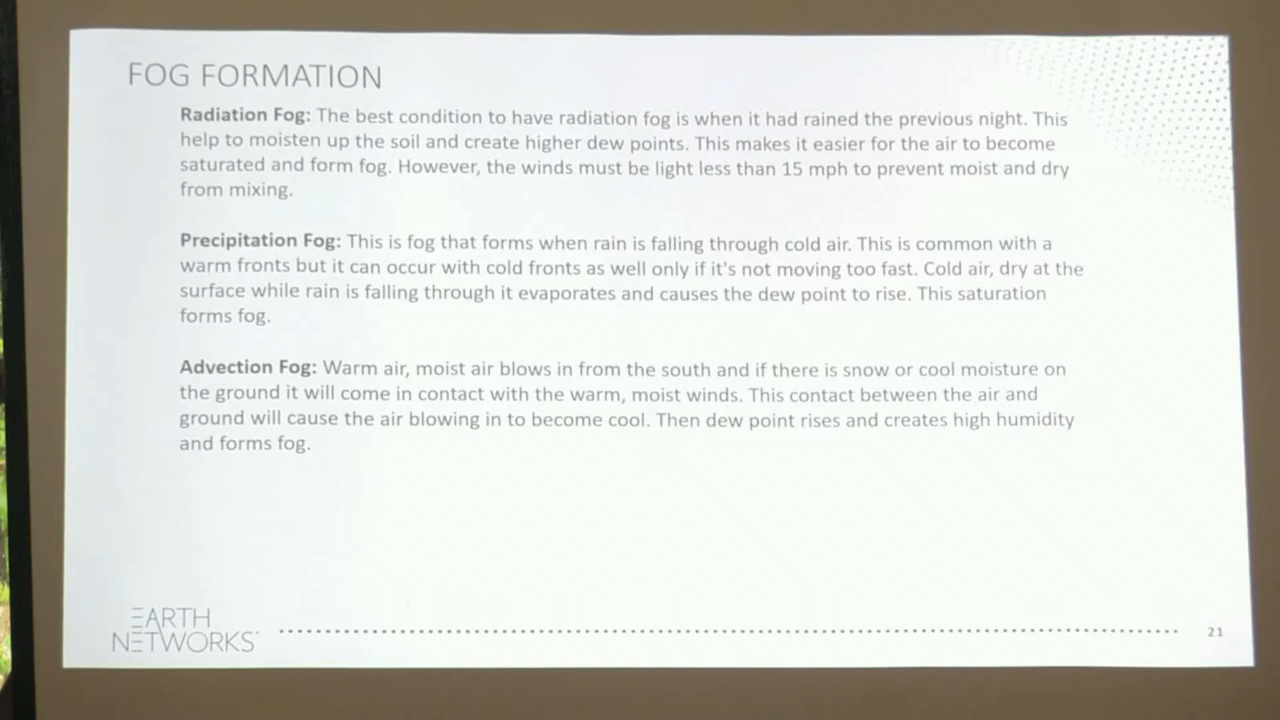 FOG FORMATION
Radiation Fog: The best condition to have radiation fog is when it had rained the previous night. This
help to moisten up the soil and create higher dew points. This makes it easier for the air to become
saturated and form fog. However, the winds must be light less than 15 mph to prevent moist and dry
from mixing.
Precipitation Fog: This is fog that forms when rain is falling through cold air. This is common with a
warm fronts but it can occur with cold fronts as well only if it's not moving too fast. Cold air, dry at the
surface while rain is falling through it evaporates and causes the dew point to rise. This saturation
forms fog.
Advection Fog: Warm air, moist air blows in from the south and if there is snow or cool moisture on
the ground it will come in contact with the warm, moist winds. This contact between the air and
ground will cause the air blowing in to become cool. Then dew point rises and creates high humidity
and forms fog.
EARTH
NETWORKS
21